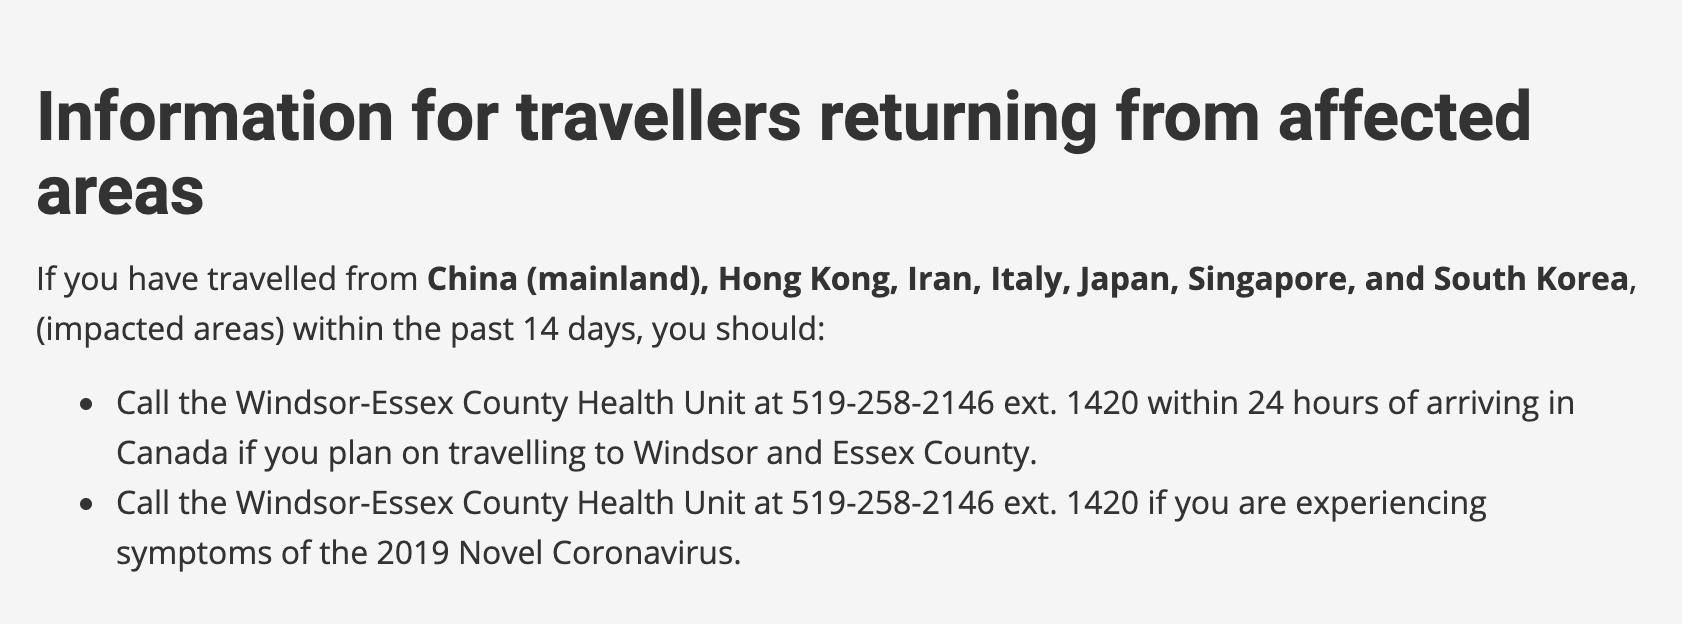 Information for travellers returning from affected
areas
If you have travelled from China (mainland), Hong Kong, Iran, Italy, Japan, Singapore, and South Korea,
(impacted areas) within the past 14 days, you should:
• Call the Windsor-Essex County Health Unit at 519-258-2146 ext. 1420 within 24 hours of arriving in
Canada if you plan on travelling to Windsor and Essex County.
• Call the Windsor-Essex County Health Unit at 519-258-2146 ext. 1420 if you are experiencing
symptoms of the 2019 Novel Coronavirus.